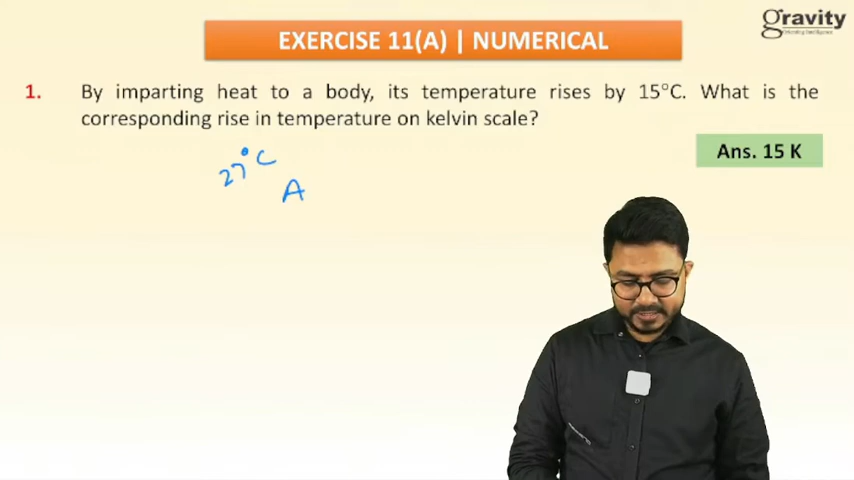 gravity
EXERCISE 11(A) | NUMERICAL
1. By imparting heat to a body, its temperature rises by 15°C. What is the
corresponding rise in temperature on kelvin scale?
Ans. 15 K
27°C
A